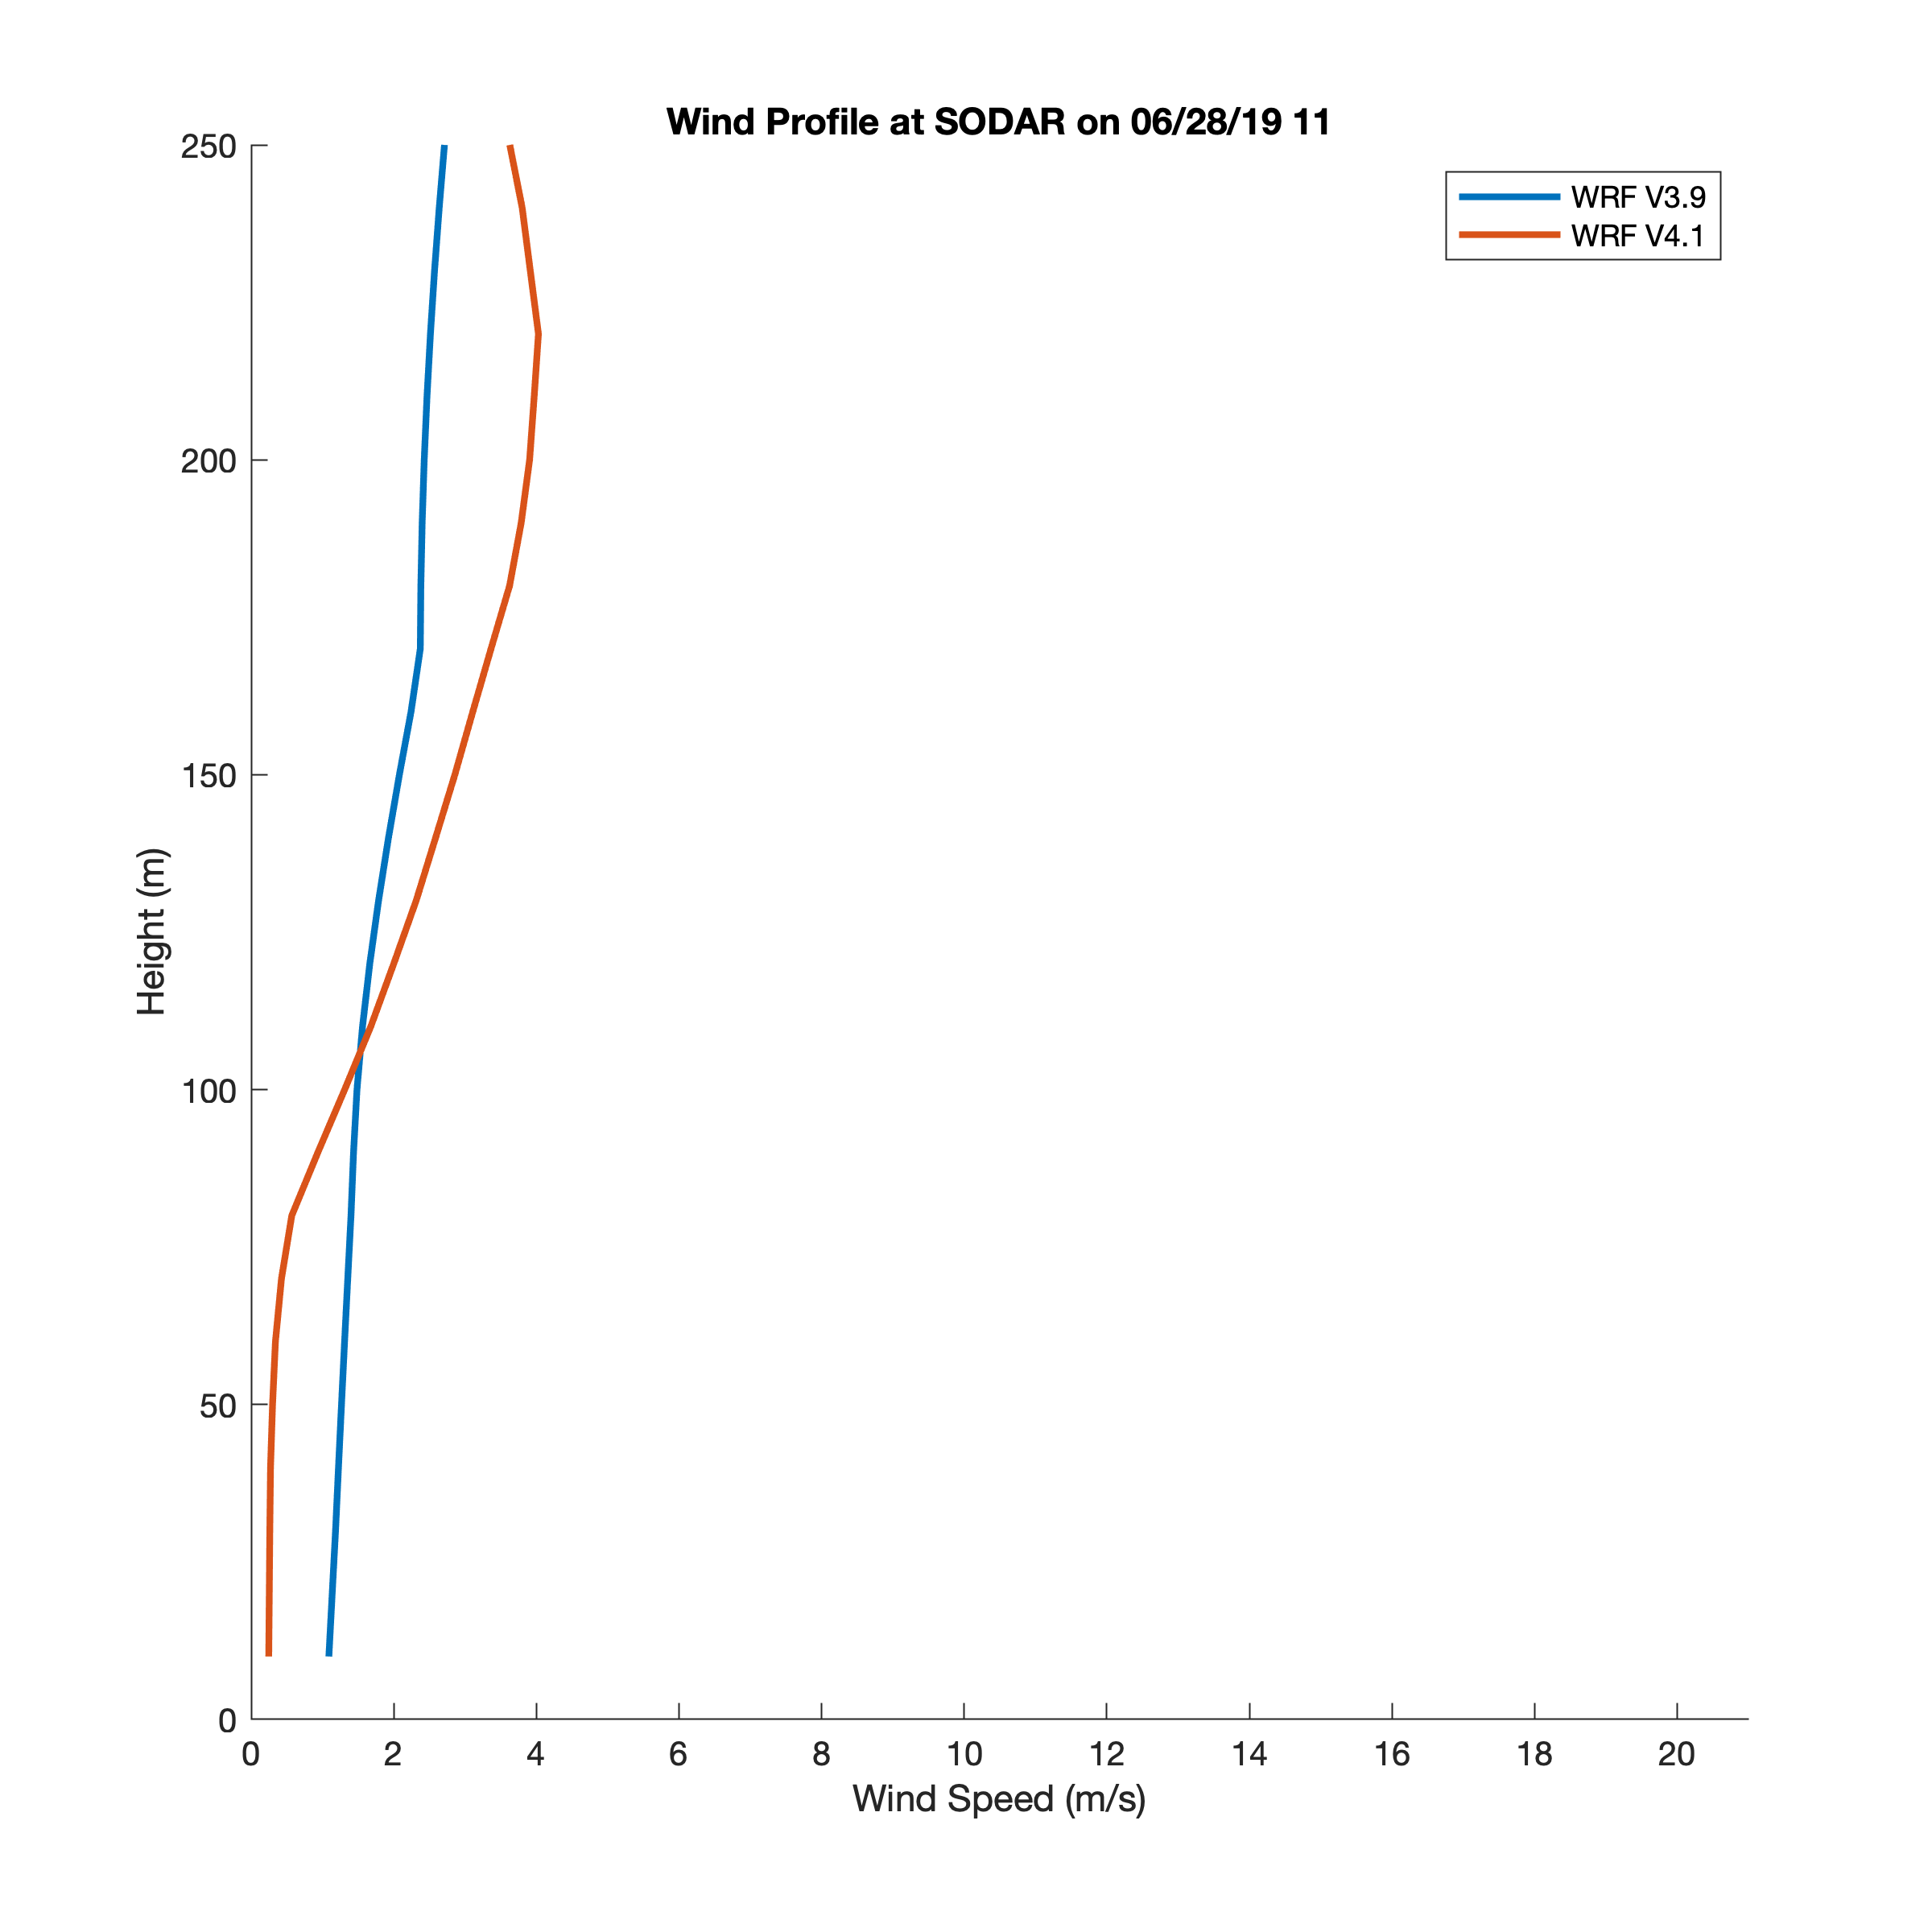 Wind Profile at SODAR on 06/28/19 11
WRF V3.9
WRF V4.1
250
200
150
100
50
0
Height (m)
0 2 4 6 8 10 12 14 16 18 20
Wind Speed (m/s)